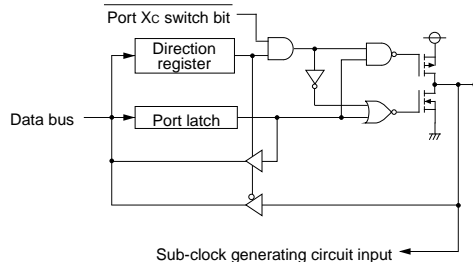 Port XC switch bit
Direction
register
Data bus
Port latch
Sub-clock generating circuit input